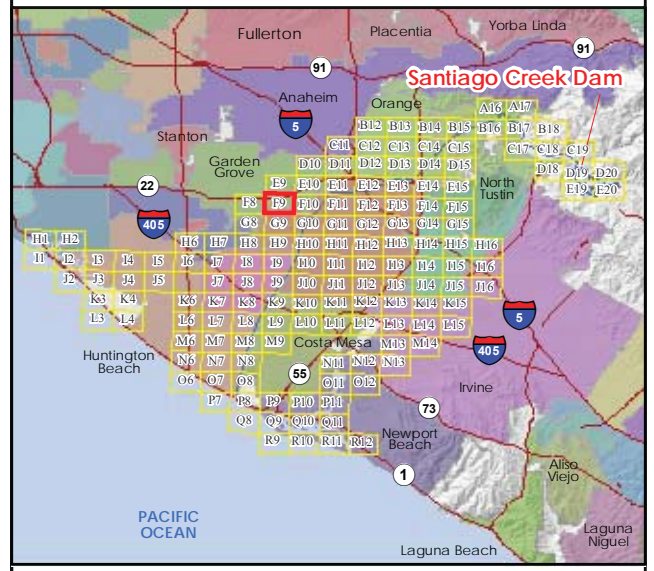 Fullerton
Placentia
Yorba Linda
91
91
Santiago Creek Dam
Anaheim
Orange
A16 A17
5
B12 B13 B14 B15 B16 B17 B18
Stanton
C11 C12 C13 C14 C15 C17 C18 C19
Garden
Grove
D10 D11 D12 D13 D14 D15 D18 D19 D20
22
E9 E10 E11 E12 E13 E14 E15 E19 E20
North
Tustin
F8 F9 F10 F11 F12 F13 F14 F15
405
G8 G9 G10 G11 G12 G13 G14 G15
H1 H2 H6 H7 H8 H9 H10 H11 H12 H13 H14 H15 H16
I1 I2 I3 I4 I5 I6 I7 I8 I9 I10 I11 I12 I13 I14 I15 I16
J2 J3 J4 J5 J7 J8 J9 J10 J11 J12 J13 J14 J15 J16
K3 K4 K6 K7 K8 K9 K10 K11 K12 K13 K14 K15
5
L3 L4 L6 L7 L8 L9 L10 L11 L12 L13 L14 L15
M6 M7 M8 M9 Costa Mesa M13 M14
405
Huntington
Beach
N6 N7 N8 N11 N12 N13
55
O6 O7 O8 O11 O12
Irvine
P7 P8 P9 P10 P11
73
Q8 Q9 Q10 Q11
R9 R10 R11 R12
Newport
Beach
1
Aliso
Viejo
PACIFIC
OCEAN
Laguna
Niguel
Laguna Beach